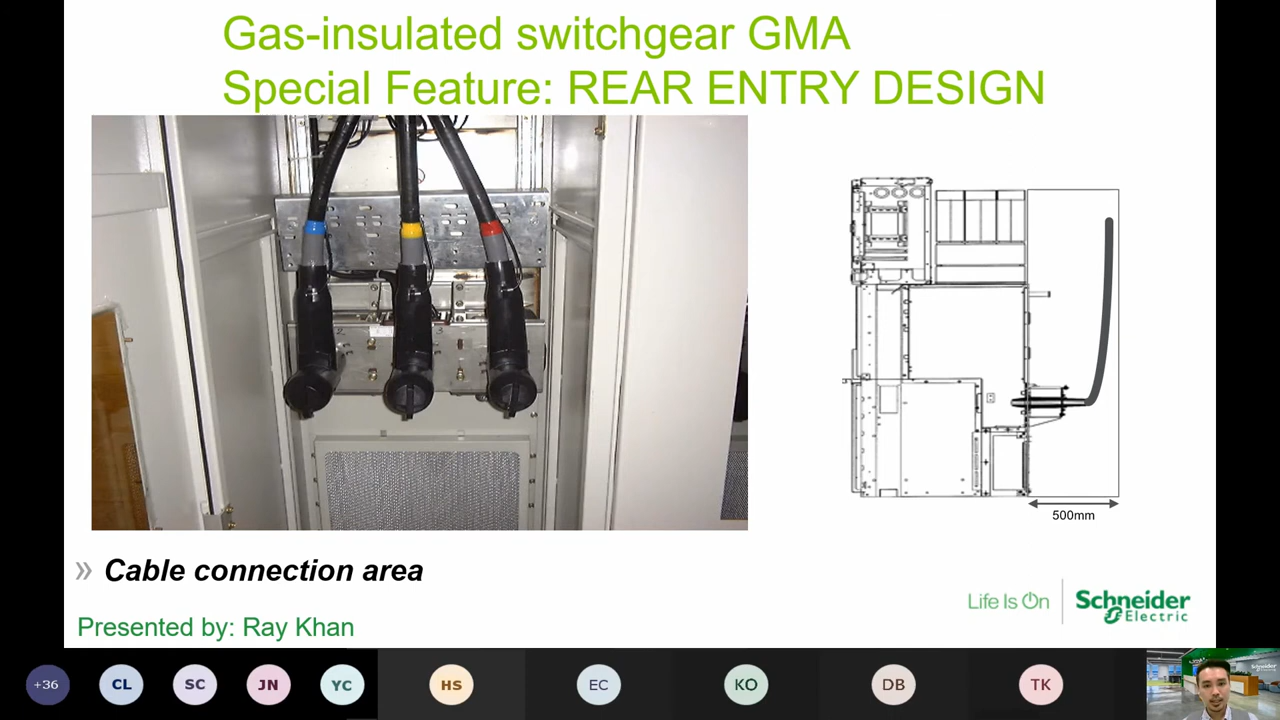 Gas-insulated switchgear GMA
Special Feature: REAR ENTRY DESIGN
500mm
» Cable connection area
Life Is On
Schneider
Electric
Presented by: Ray Khan
+36 CL SC JN YC HS EC KO DB TK